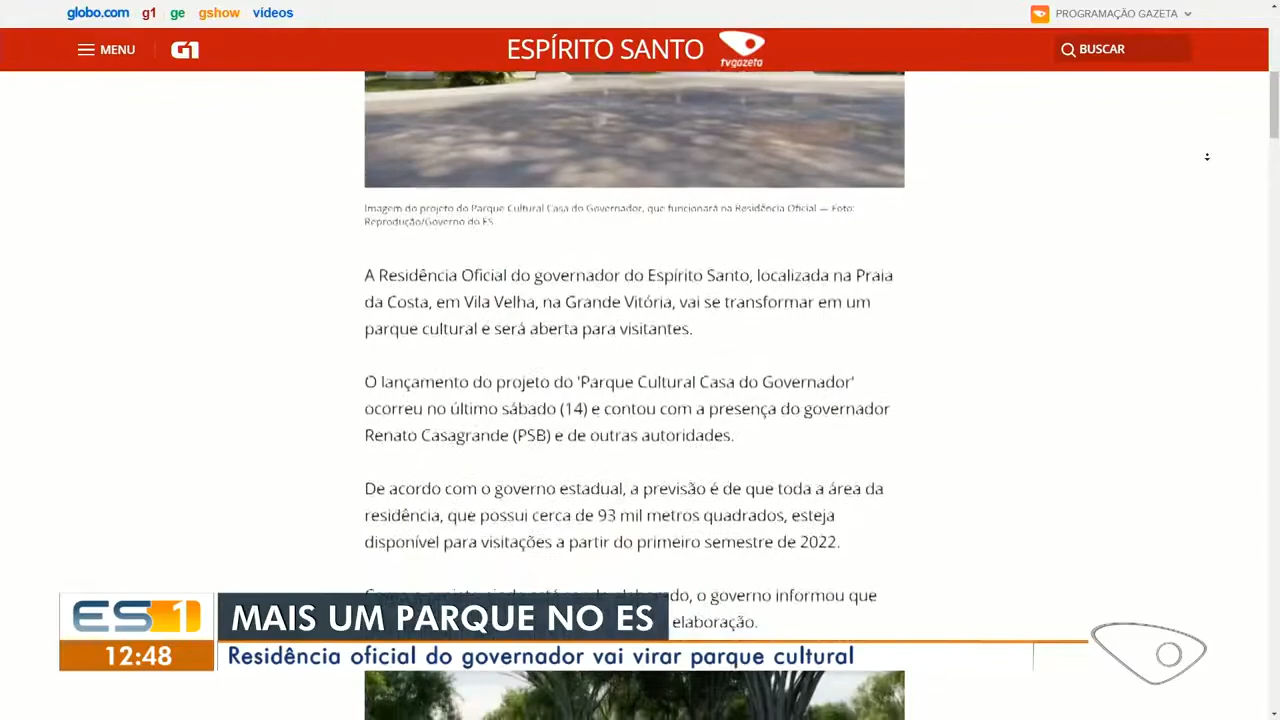 globo.com g1 ge gshow vídeos
PROGRAMAÇÃO GAZETA
MENU
G1
ESPÍRITO SANTO
tvgazeta
BUSCAR
Imagem do projeto do Parque Cultural Casa do Governador, que funcionará na Residência Oficial — Foto:
Reprodução/Governo do ES
A Residência Oficial do governador do Espírito Santo, localizada na Praia
da Costa, em Vila Velha, na Grande Vitória, vai se transformar em um
parque cultural e será aberta para visitantes.
O lançamento do projeto do 'Parque Cultural Casa do Governador'
ocorreu no último sábado (14) e contou com a presença do governador
Renato Casagrande (PSB) e de outras autoridades.
De acordo com o governo estadual, a previsão é de que toda a área da
residência, que possui cerca de 93 mil metros quadrados, esteja
disponível para visitações a partir do primeiro semestre de 2022.
o governo informou que
elaboração.
ES1
MAIS UM PARQUE NO ES
12:48
Residência oficial do governador vai virar parque cultural